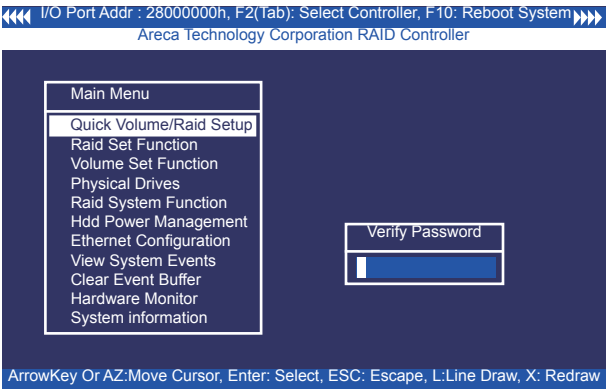 I/O Port Addr : 28000000h, F2(Tab): Select Controller, F10: Reboot System
Areca Technology Corporation RAID Controller
Main Menu
Quick Volume/Raid Setup
Raid Set Function
Volume Set Function
Physical Drives
Raid System Function
Hdd Power Management
Ethernet Configuration
View System Events
Clear Event Buffer
Hardware Monitor
System information
Verify Password
ArrowKey Or AZ:Move Cursor, Enter: Select, ESC: Escape, L:Line Draw, X: Redraw